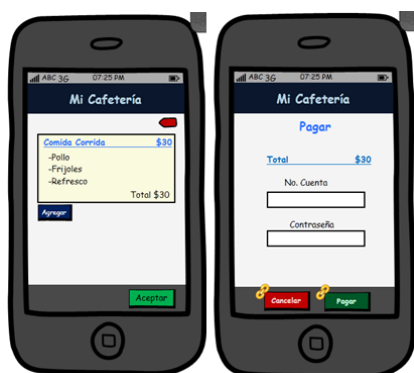 ABC 3G 07:25 PM
Mi Cafetería
Comida Corrida $30
-Pollo
-Frijoles
-Refresco
Total $30
Agregar
Aceptar
ABC 3G 07:25 PM
Mi Cafetería
Pagar
Total $30
No. Cuenta
Contraseña
Cancelar Pagar